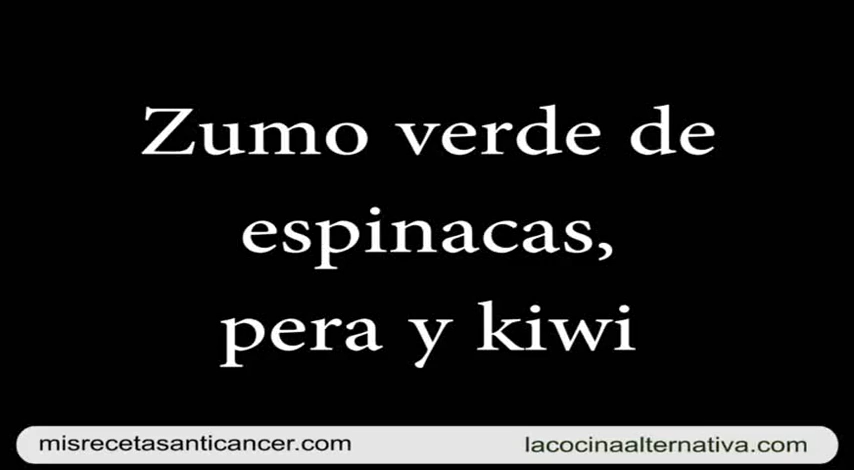 Zumo verde de
espinacas,
pera y kiwi
misrecetasanticancer.com
lacocinaalternativa.com